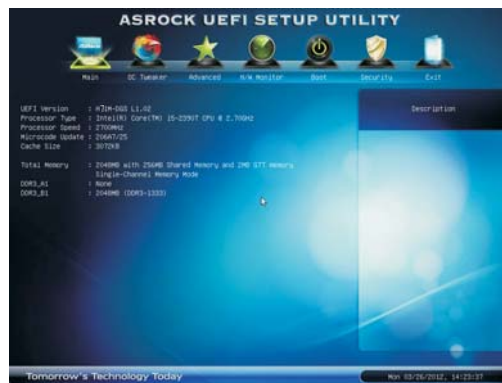 ASROCK UEFI SETUP UTILITY
Main OC Tweaker Advanced H/W Monitor Boot Security Exit
UEFI Version : H71M-DGS L1.02
Processor Type : Intel(R) Core(TM) i5-2390T CPU @ 2.70GHz
Processor Speed : 2700MHz
Microcode Update : 206A7/25
Cache Size : 3072KB
Total Memory : 2048MB with 256MB Shared Memory and 2MB GTT memory
Single-Channel Memory Mode
DDR3_A1 : None
DDR3_B1 : 2048MB (DDR3-1333)
Description
Tomorrow's Technology Today
Mon 03/26/2012, 14:23:37